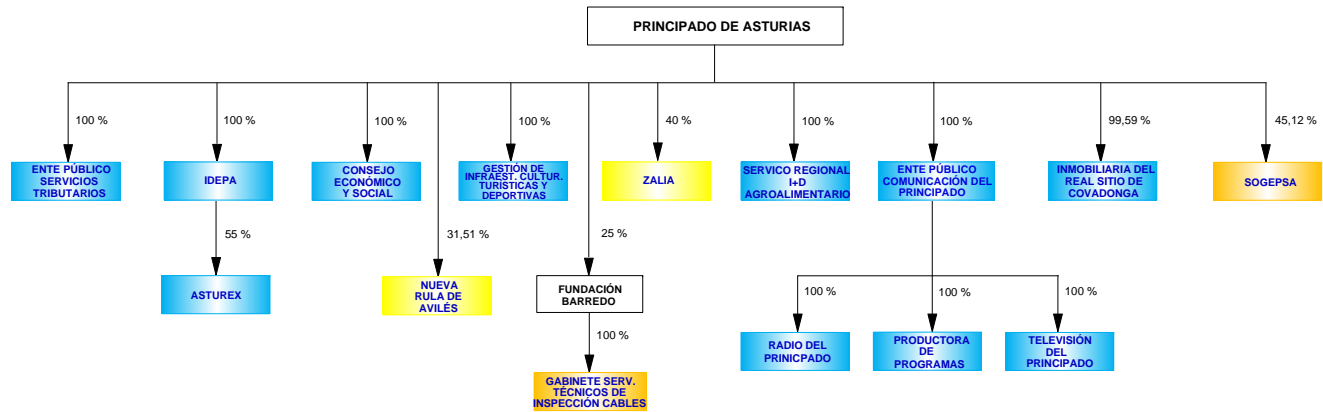 PRINCIPADO DE ASTURIAS
100 %
100 %
100 %
100 %
40 %
100 %
100 %
99,59 %
45,12 %
ENTE PÚBLICO
SERVICIOS
TRIBUTARIOS
IDEPA
CONSEJO
ECONÓMICO
Y SOCIAL
GESTIÓN DE
INFRAEST. CULTUR.
TURÍSTICAS Y
DEPORTIVAS
ZALIA
SERVICO REGIONAL
I+D
AGROALIMENTARIO
ENTE PÚBLICO
COMUNICACIÓN DEL
PRINCIPADO
INMOBILIARIA DEL
REAL SITIO DE
COVADONGA
SOGEPSA
55 %
31,51 %
25 %
ASTUREX
NUEVA
RULA DE
AVILÉS
FUNDACIÓN
BARREDO
100 %
100 %
100 %
100 %
RADIO DEL
PRINICPADO
PRODUCTORA
DE
PROGRAMAS
TELEVISIÓN
DEL
PRINCIPADO
GABINETE SERV.
TÉCNICOS DE
INSPECCIÓN CABLES